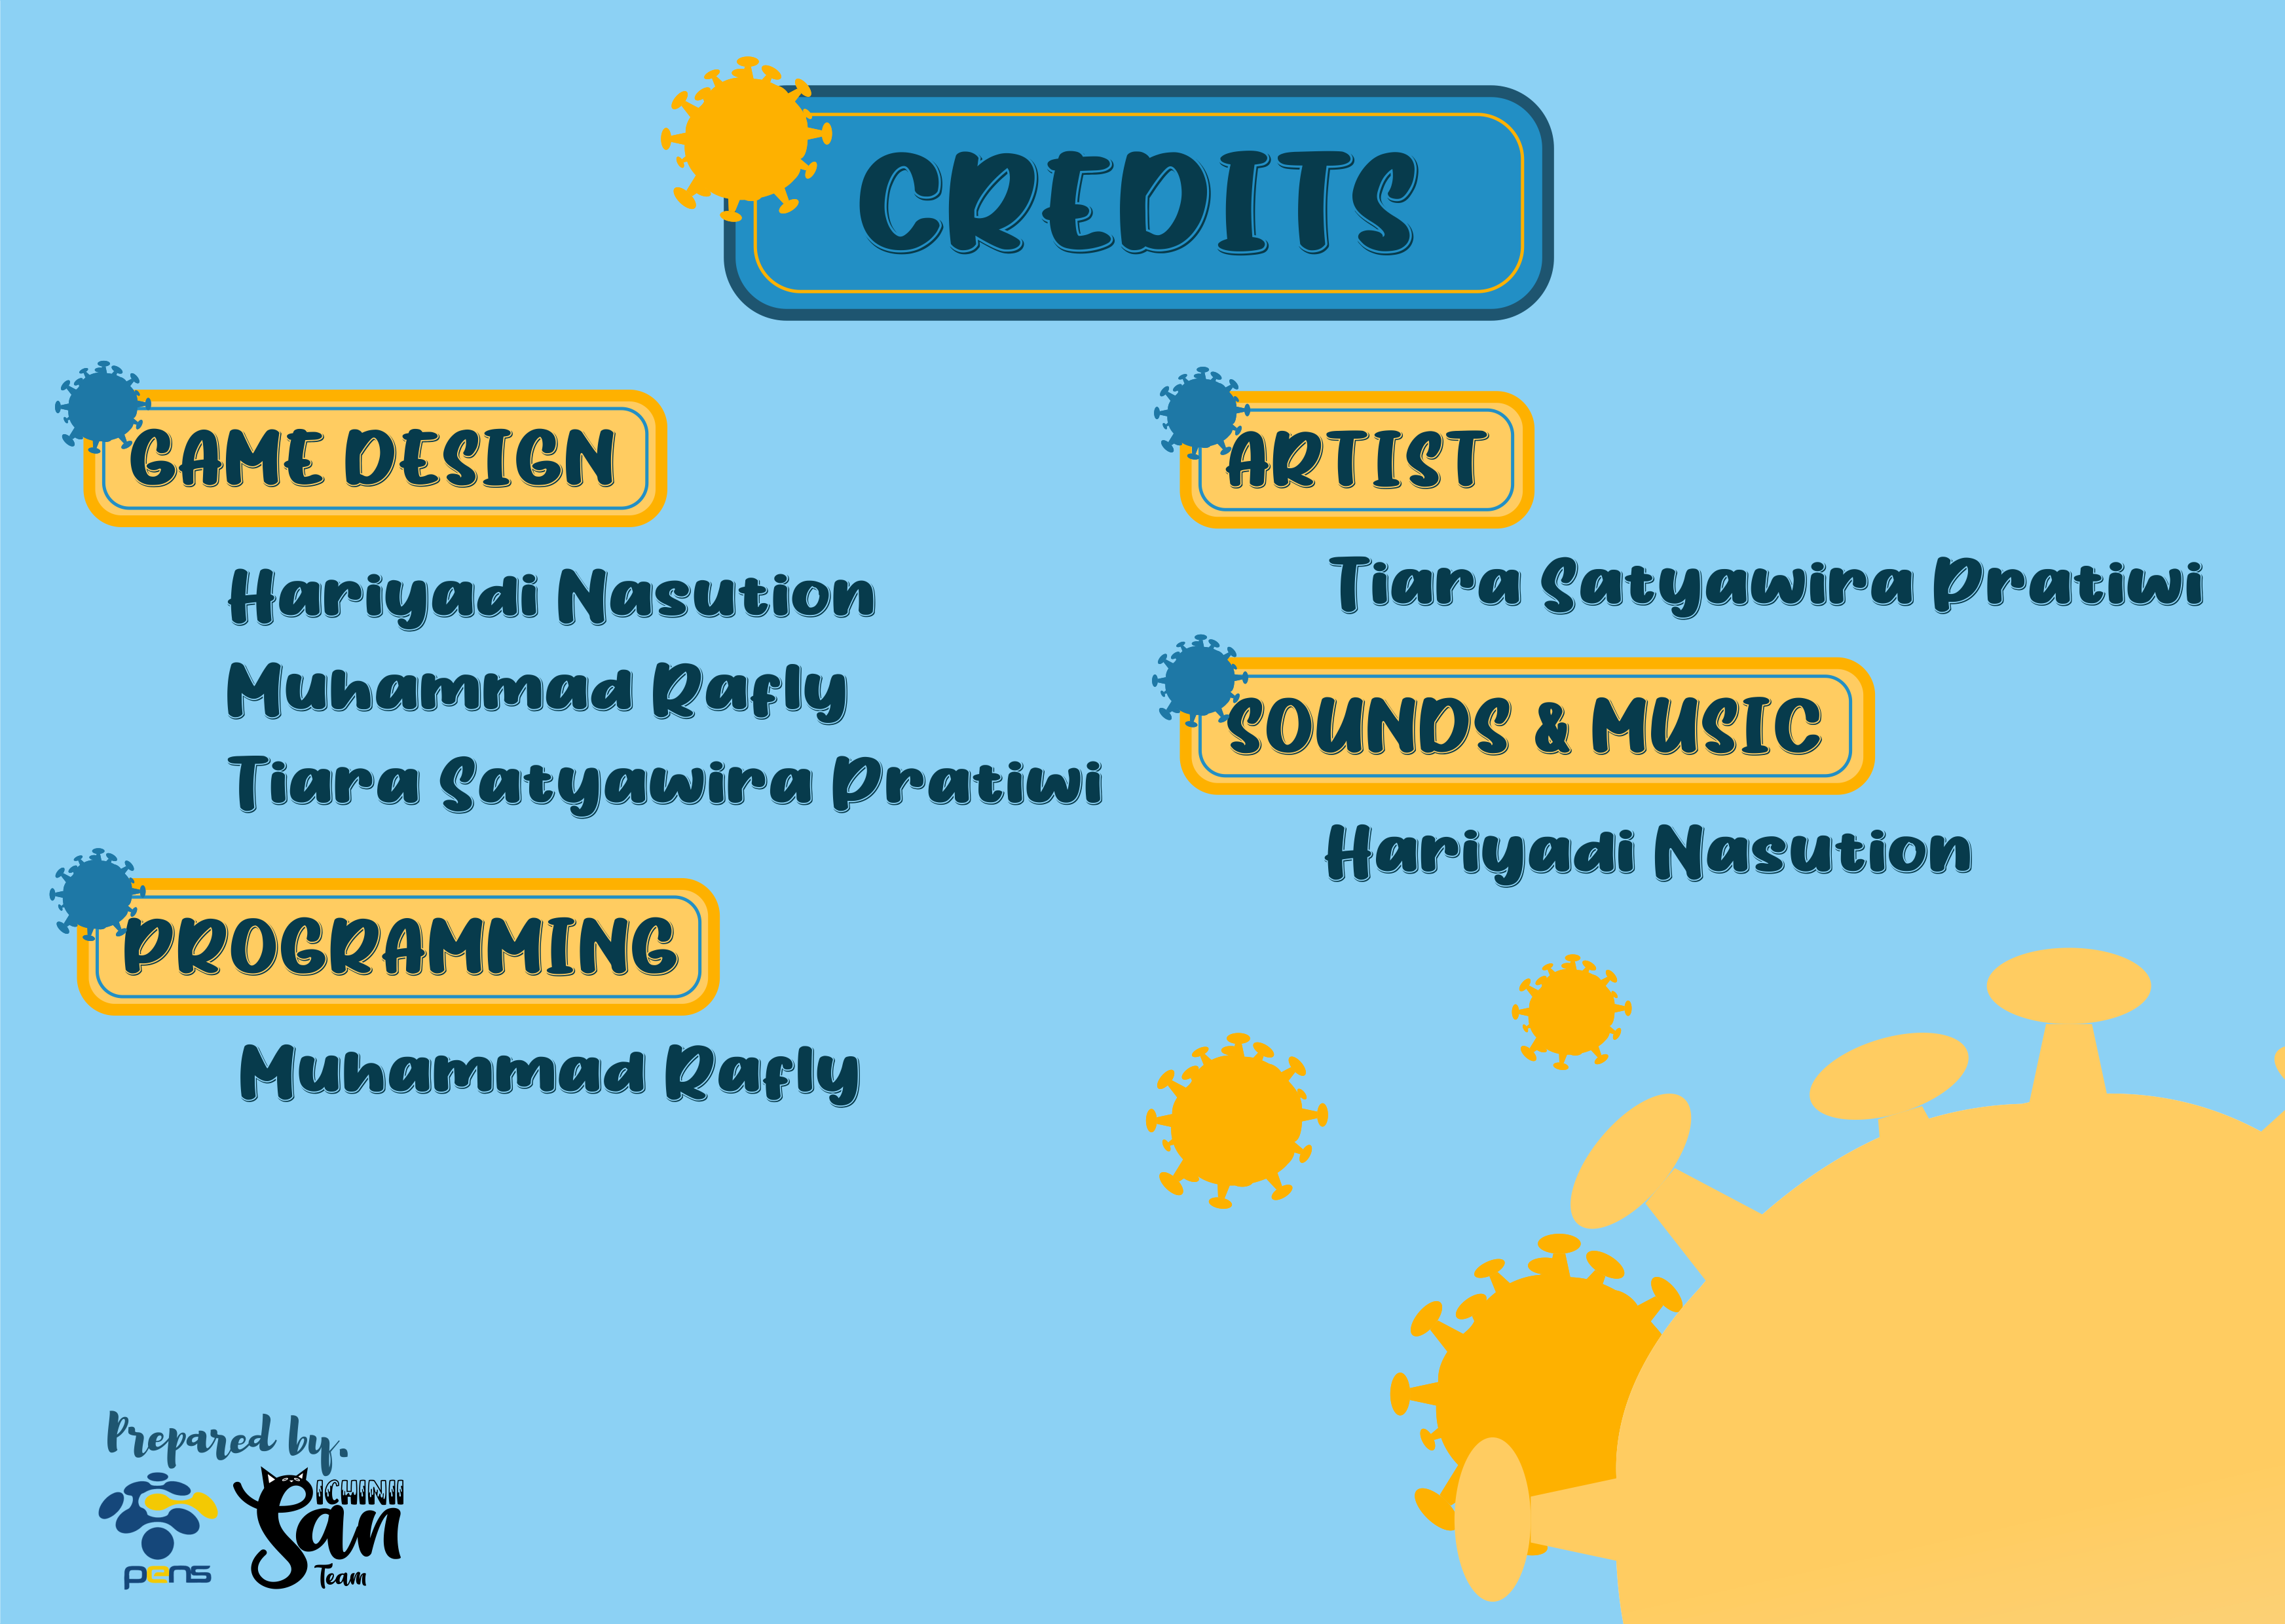 CREDITS
GAME DESIGN
Hariyadi Nasution
Muhammad Rafly
Tiara Satyawira Pratiwi
PROGRAMMING
Muhammad Rafly
ARTIST
Tiara Satyawira Pratiwi
SOUNDS & MUSIC
Hariyadi Nasution
Prepared by.
pens
ICHINII
San
Team